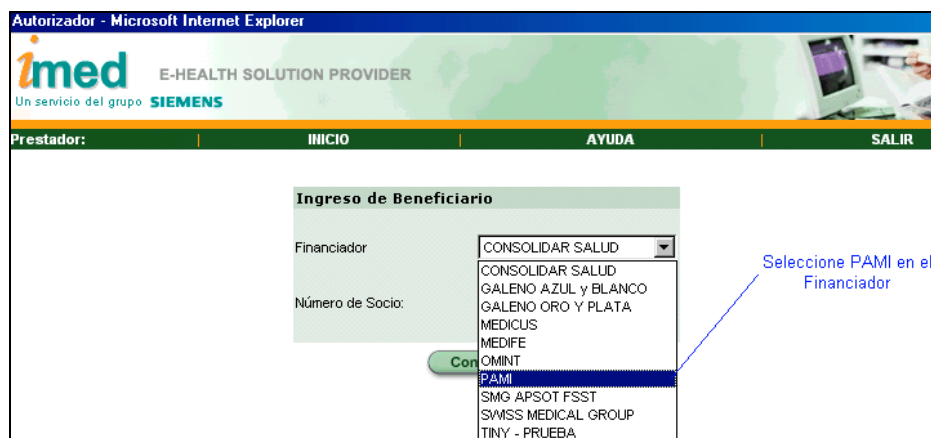 Autorizador - Microsoft Internet Explorer
imed
E-HEALTH SOLUTION PROVIDER
Un servicio del grupo SIEMENS
Prestador: | INICIO | AYUDA | SALIR
Ingreso de Beneficiario
Financiador
CONSOLIDAR SALUD
CONSOLIDAR SALUD
GALENO AZUL y BLANCO
Número de Socio:
GALENO ORO Y PLATA
MEDICUS
MEDIFE
Con
OMINT
PAMI
SMG APSOT FSST
SWISS MEDICAL GROUP
TINY - PRUEBA
Seleccione PAMI en el
Financiador